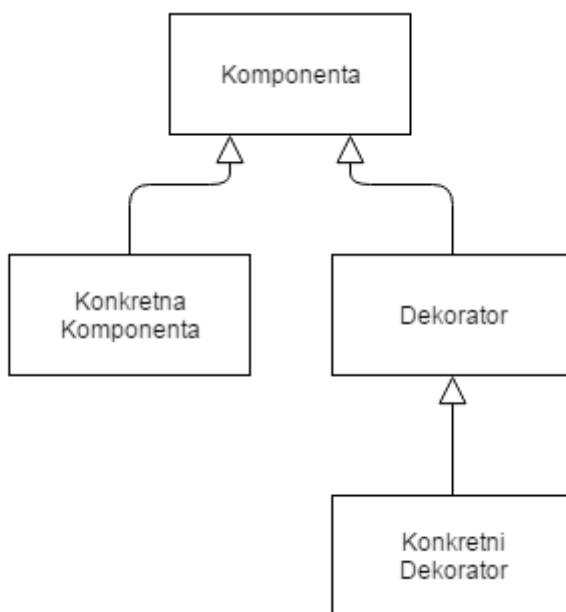 Komponenta
Konkretna
Komponenta
Dekorator
Konkretni
Dekorator